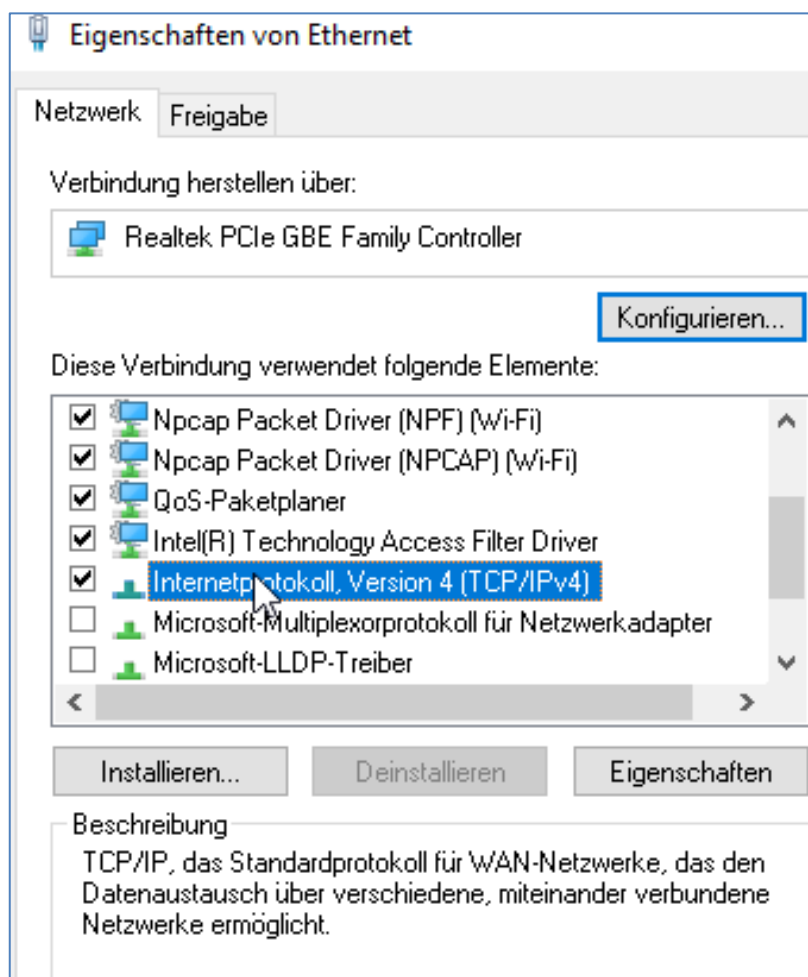 Eigenschaften von Ethernet
Netzwerk
Freigabe
Verbindung herstellen über:
Realtek PCIe GBE Family Controller
Konfigurieren...
Diese Verbindung verwendet folgende Elemente:
Npcap Packet Driver (NPF) (Wi-Fi)
Npcap Packet Driver (NPCAP) (Wi-Fi)
QoS-Paketplaner
Intel(R) Technology Access Filter Driver
Internetprotokoll, Version 4 (TCP/IPv4)
Microsoft-Multiplexorprotokoll für Netzwerkadapter
Microsoft-LLDP-Treiber
Installieren...
Deinstallieren
Eigenschaften
Beschreibung
TCP/IP, das Standardprotokoll für WAN-Netzwerke, das den
Datenaustausch über verschiedene, miteinander verbundene
Netzwerke ermöglicht.